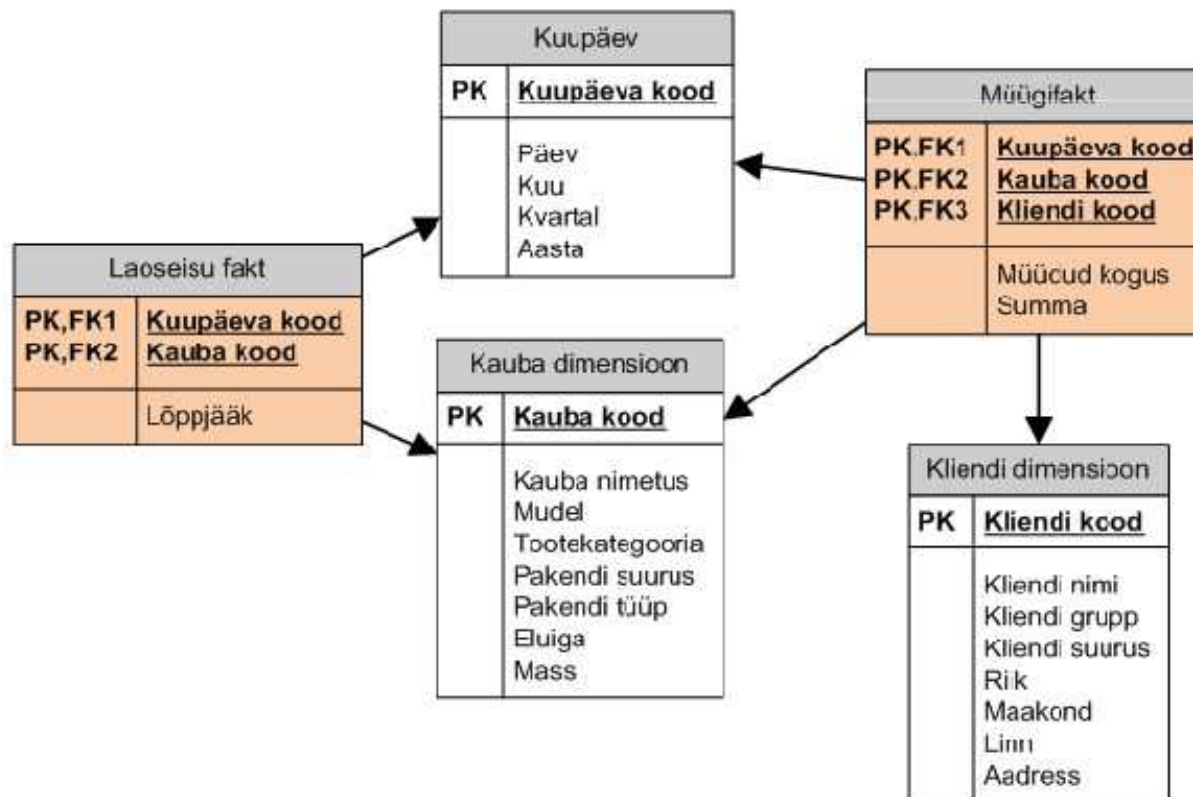 Kuupäev
PK Kuupäeva kood
Päev
Kuu
Kvartal
Aasta
Müügifakt
PK,FK1 Kuupäeva kood
PK,FK2 Kauba kood
PK,FK3 Kliendi kood
Müüdud kogus
Summa
Laoseisu fakt
PK,FK1 Kuupäeva kood
PK,FK2 Kauba kood
Lõppjääk
Kauba dimensioon
PK Kauba kood
Kauba nimetus
Mudel
Tootekategooria
Pakendi suurus
Pakendi tüüp
Eluiga
Mass
Kliendi dimensioon
PK Kliendi kood
Kliendi nimi
Kliendi grupp
Kliendi suurus
Riik
Maakond
Linn
Aadress